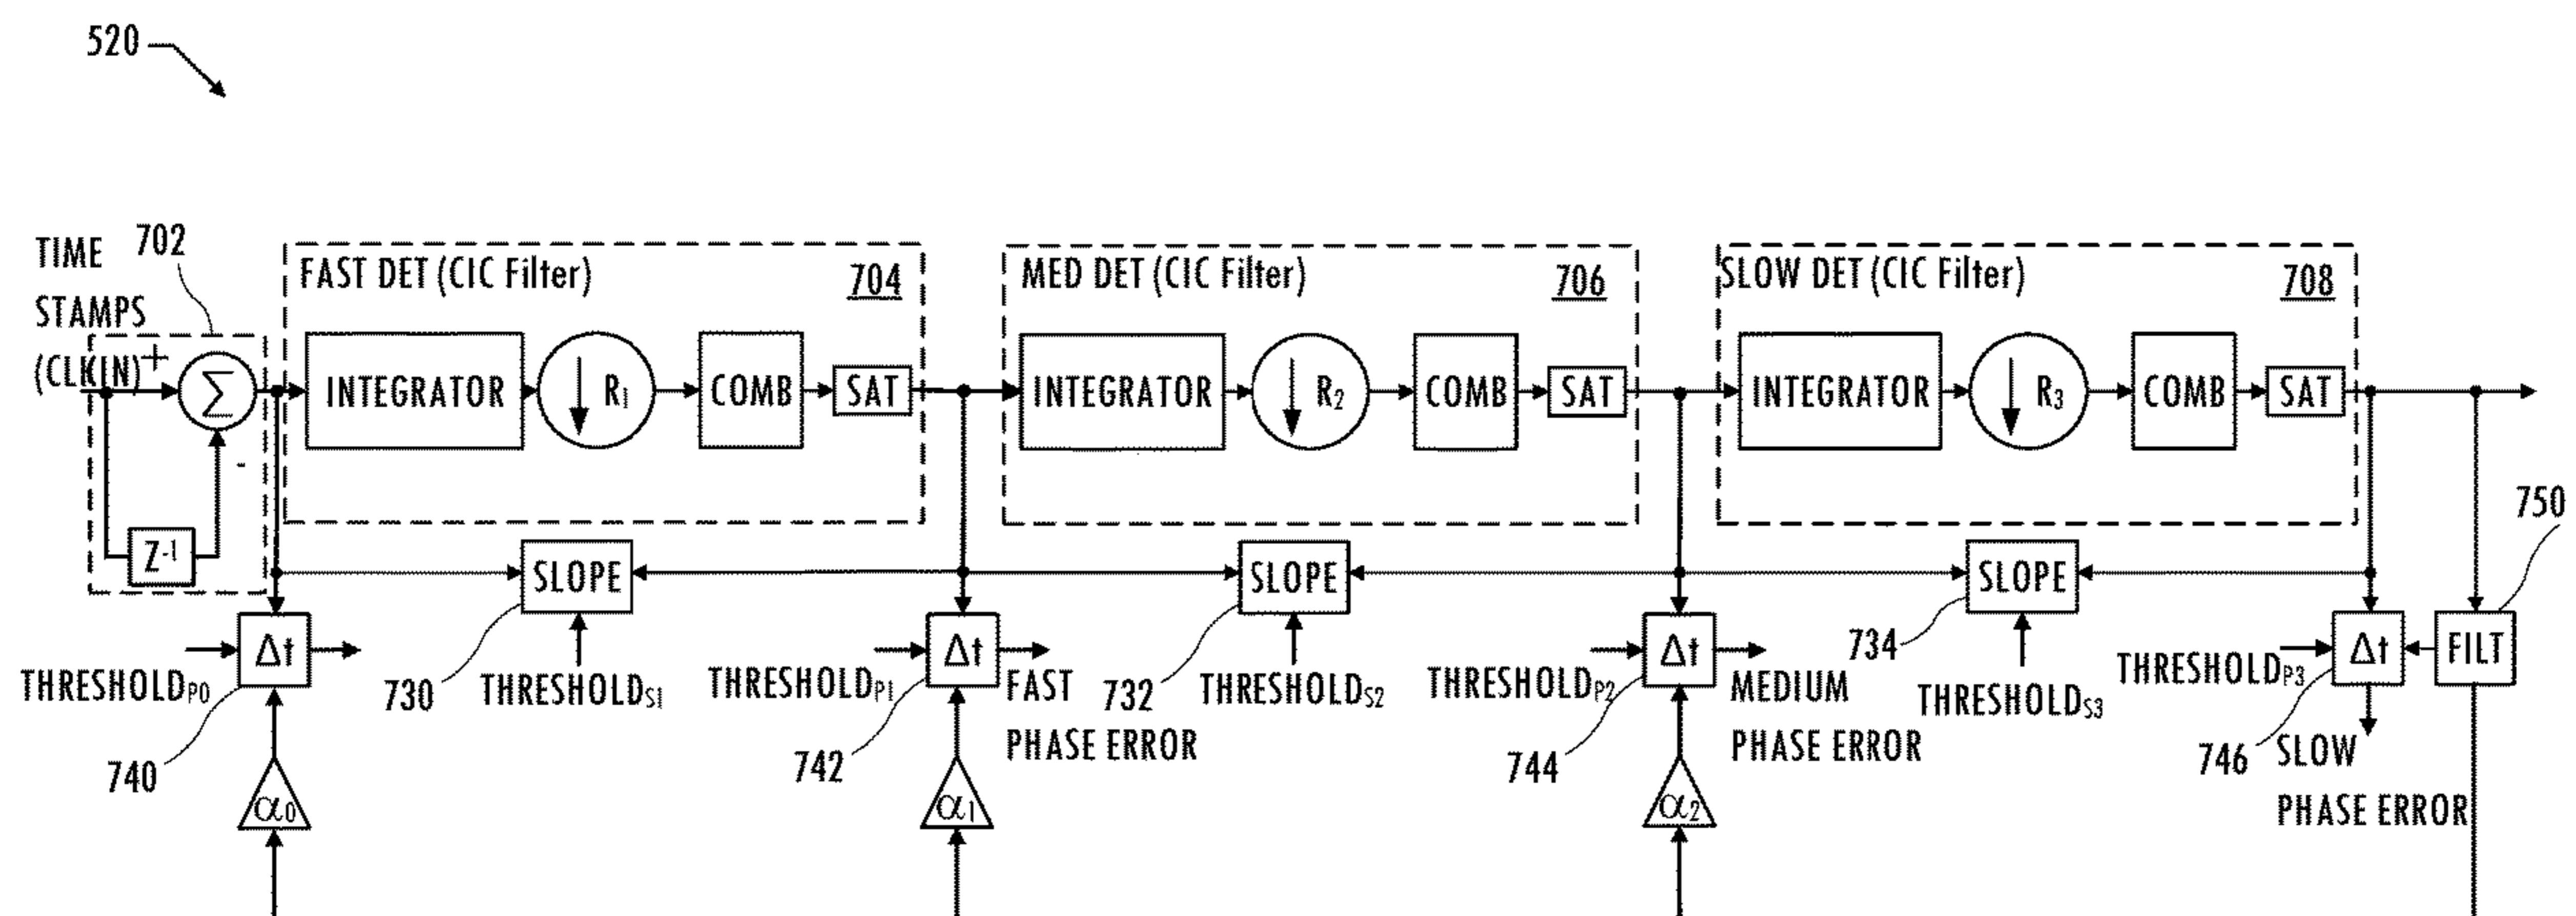 520
TIME
STAMPS
(CLKIN)
702
+
-
Σ
Z-1
FAST DET (CIC Filter)
704
INTEGRATOR
R1
COMB
SAT
MED DET (CIC Filter)
706
INTEGRATOR
R2
COMB
SAT
SLOW DET (CIC Filter)
708
INTEGRATOR
R3
COMB
SAT
750
SLOPE
730
THRESHOLDS1
SLOPE
732
THRESHOLDS2
SLOPE
734
THRESHOLDS3
Δt
THRESHOLDP0
740
Δt
THRESHOLDP1
742
FAST
PHASE ERROR
Δt
THRESHOLDP2
744
MEDIUM
PHASE ERROR
Δt
THRESHOLDP3
746
SLOW
PHASE ERROR
FILT
α0
α1
α2